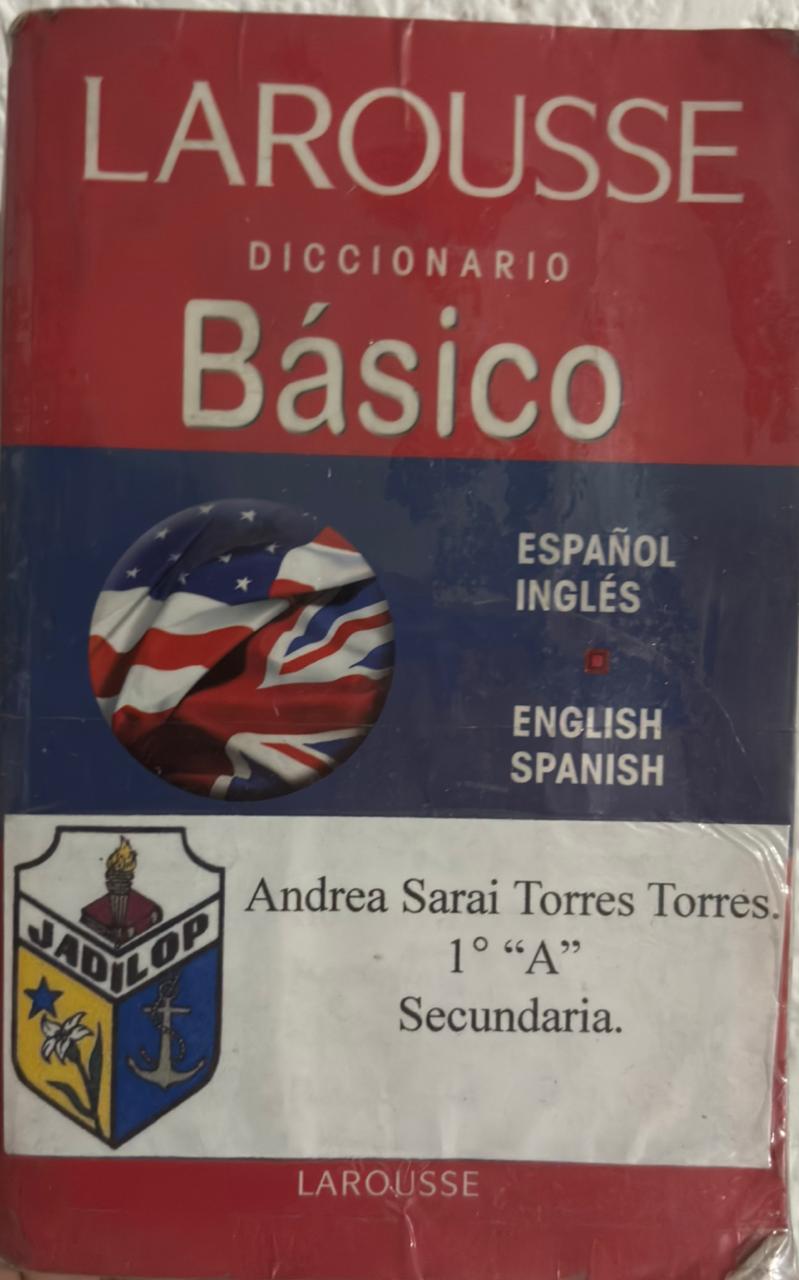 LAROUSSE
DICCIONARIO
Básico
ESPAÑOL
INGLÉS
ENGLISH
SPANISH
JADILOP
Andrea Sarai Torres Torres.
1° “A”
Secundaria.
LAROUSSE